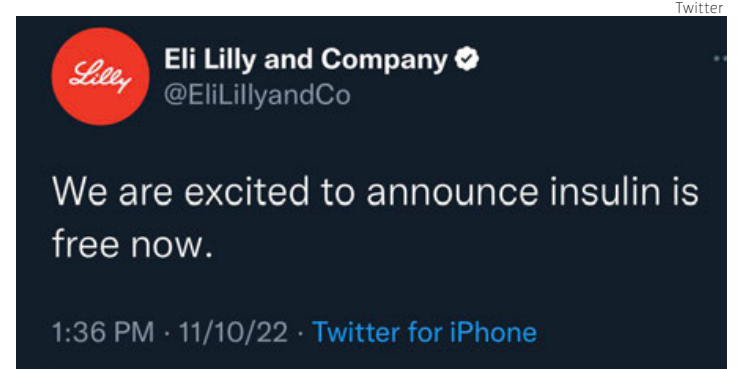 Twitter
Lilly
Eli Lilly and Company
@EliLillyandCo
We are excited to announce insulin is
free now.
1:36 PM · 11/10/22 · Twitter for iPhone